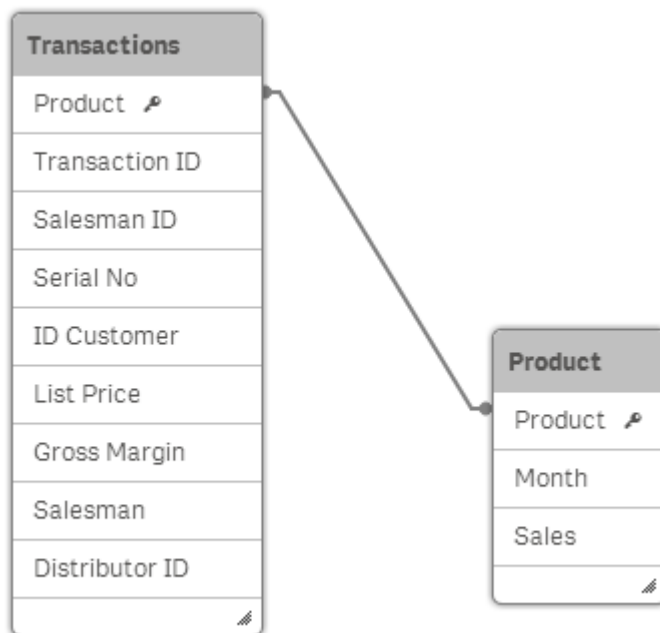 Transactions
Product
Transaction ID
Salesman ID
Serial No
ID Customer
List Price
Gross Margin
Salesman
Distributor ID
Product
Product
Month
Sales